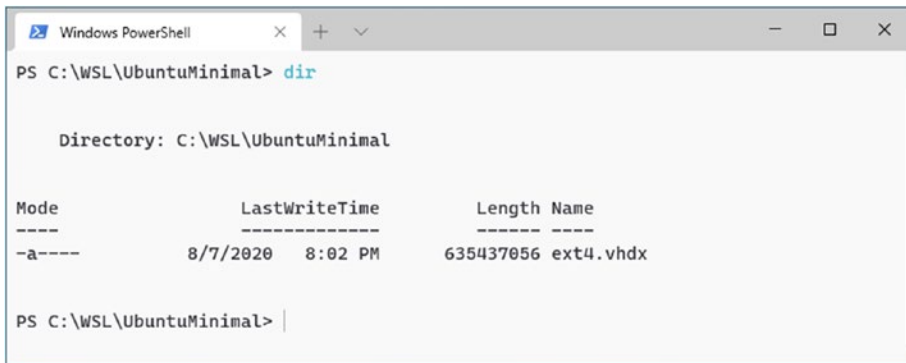 Windows PowerShell
PS C:\WSL\UbuntuMinimal> dir
Directory: C:\WSL\UbuntuMinimal
Mode LastWriteTime Length Name
---- ------------- ------ ----
-a---- 8/7/2020 8:02 PM 635437056 ext4.vhdx
PS C:\WSL\UbuntuMinimal>